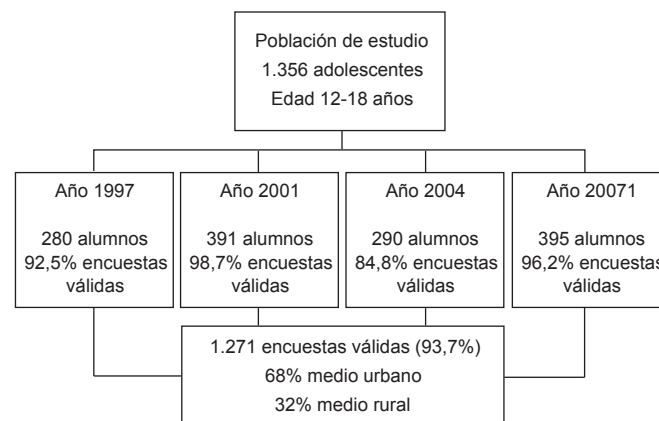 Población de estudio
1.356 adolescentes
Edad 12-18 años
Año 1997
280 alumnos
92,5% encuestas
válidas
Año 2001
391 alumnos
98,7% encuestas
válidas
Año 2004
290 alumnos
84,8% encuestas
válidas
Año 20071
395 alumnos
96,2% encuestas
válidas
1.271 encuestas válidas (93,7%)
68% medio urbano
32% medio rural